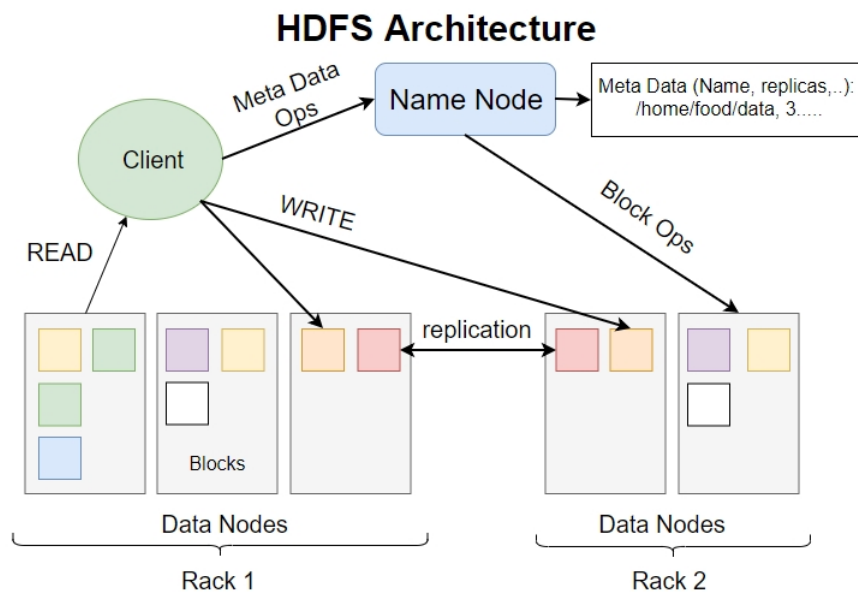 HDFS Architecture
Meta Data
Ops
Name Node
Meta Data (Name, replicas,..):
/home/food/data, 3.....
Client
WRITE
Block Ops
READ
replication
Blocks
Data Nodes
Data Nodes
Rack 1
Rack 2